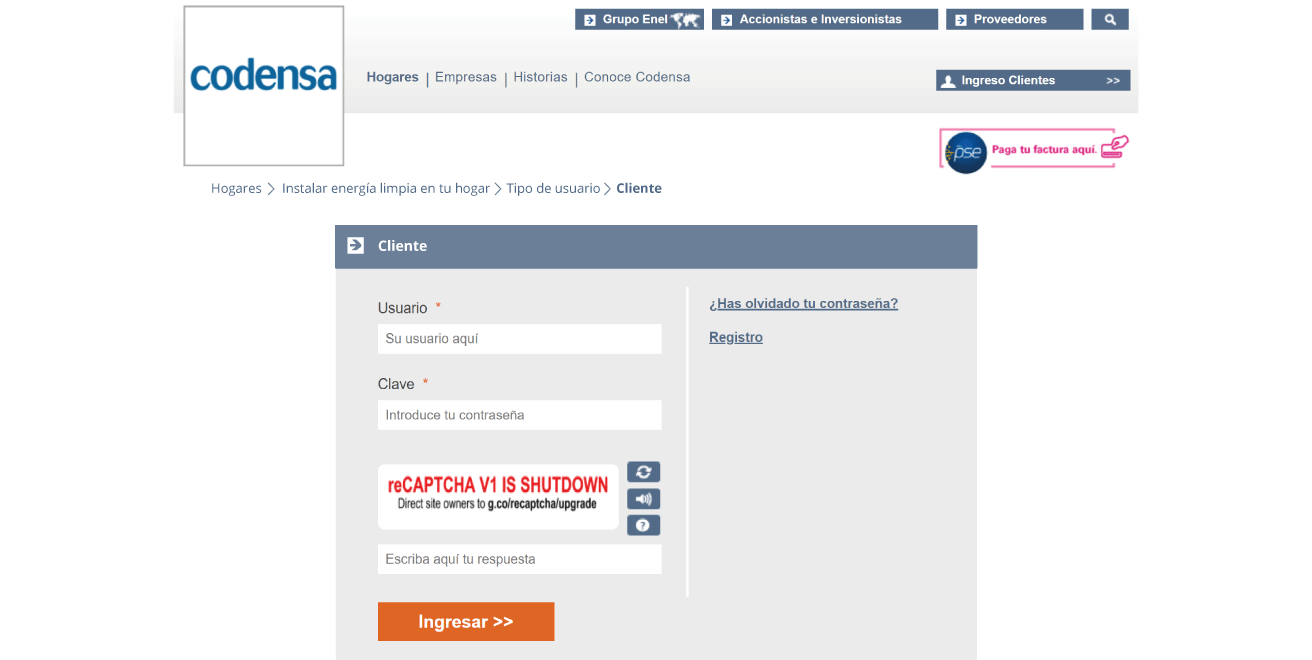 Grupo Enel
Accionistas e Inversionistas
Proveedores
codensa
Hogares | Empresas | Historias | Conoce Codensa
Ingreso Clientes >>
pse
Paga tu factura aquí.
Hogares > Instalar energía limpia en tu hogar > Tipo de usuario > Cliente
Cliente
Usuario *
Su usuario aquí
Clave *
Introduce tu contraseña
reCAPTCHA V1 IS SHUTDOWN
Direct site owners to g.co/recaptcha/upgrade
Escriba aquí tu respuesta
Ingresar >>
¿Has olvidado tu contraseña?
Registro